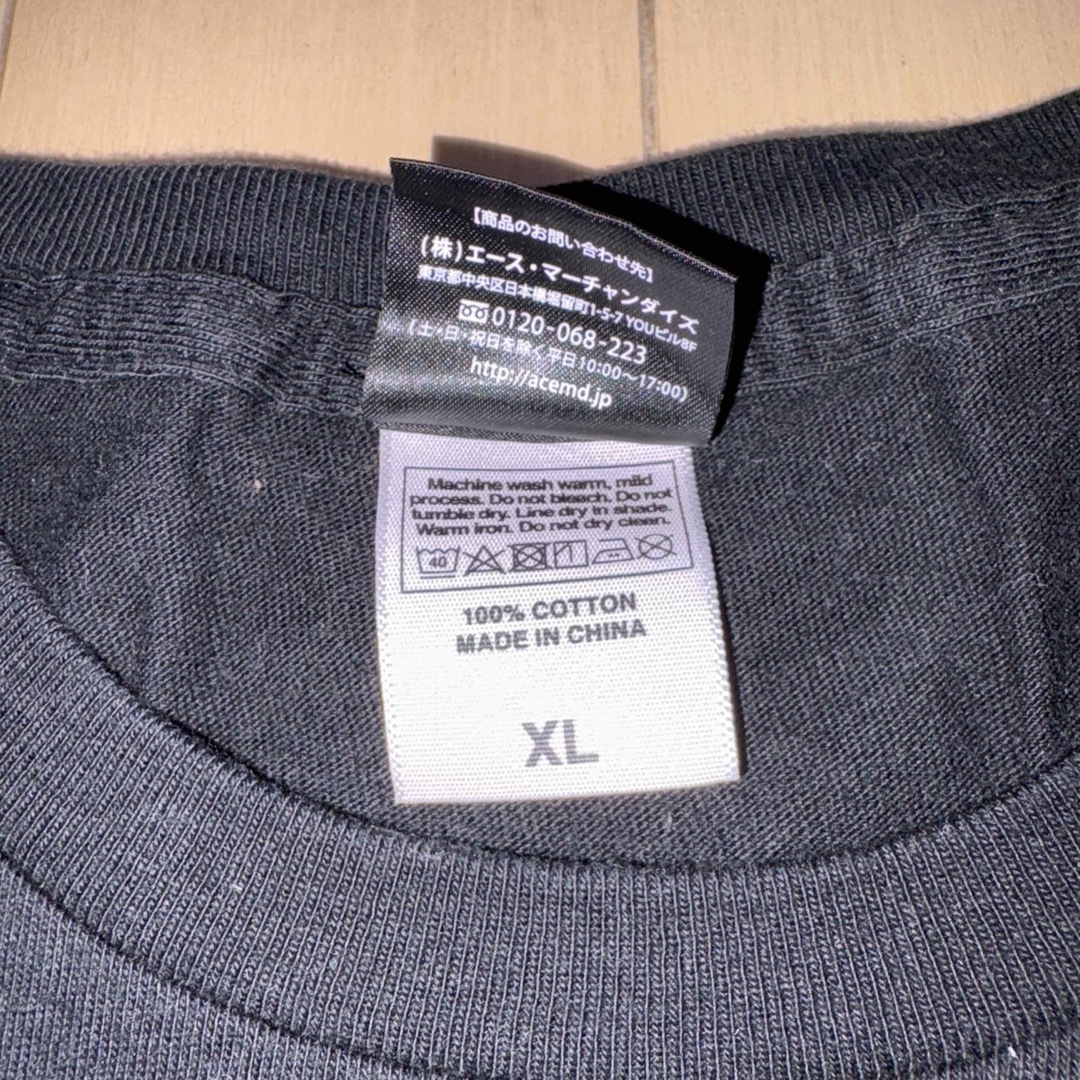 【商品のお問い合わせ先】
(株)エース・マーチャンダイズ
東京都中央区日本橋堀留町1-5-7 YOUビル8F
0120-068-223
(土・日・祝日を除く平日10:00～17:00)
http://acemd.jp
Machine wash warm, mild
process. Do not bleach. Do not
tumble dry. Line dry in shade.
Warm iron. Do not dry clean.
40
100% COTTON
MADE IN CHINA
XL